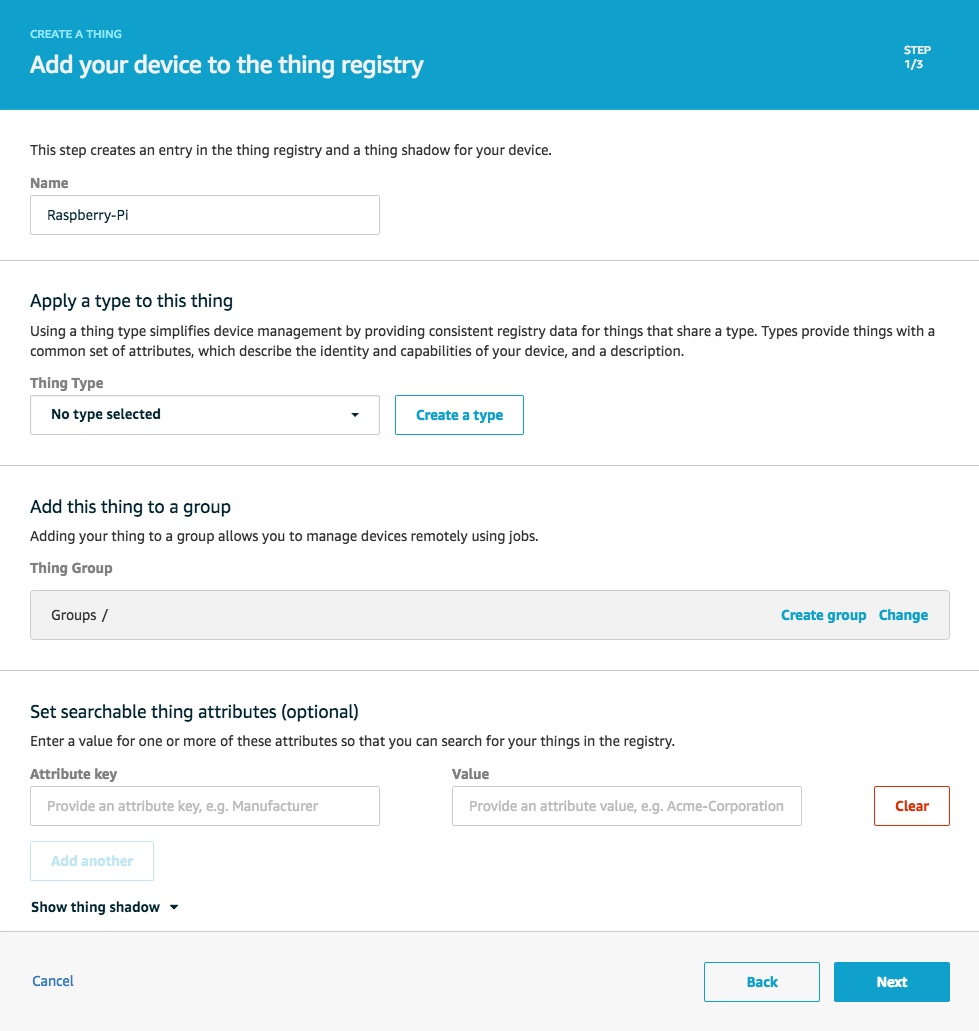 CREATE A THING
Add your device to the thing registry
STEP
1/3
This step creates an entry in the thing registry and a thing shadow for your device.
Name
Raspberry-Pi
Apply a type to this thing
Using a thing type simplifies device management by providing consistent registry data for things that share a type. Types provide things with a
common set of attributes, which describe the identity and capabilities of your device, and a description.
Thing Type
No type selected
Create a type
Add this thing to a group
Adding your thing to a group allows you to manage devices remotely using jobs.
Thing Group
Groups /
Create group Change
Set searchable thing attributes (optional)
Enter a value for one or more of these attributes so that you can search for your things in the registry.
Attribute key
Value
Provide an attribute key, e.g. Manufacturer
Provide an attribute value, e.g. Acme-Corporation
Clear
Add another
Show thing shadow
Cancel
Back
Next